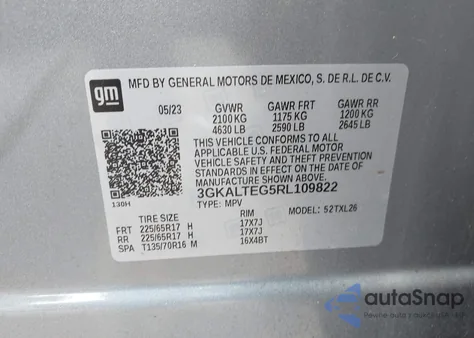 gm
MFD BY GENERAL MOTORS DE MEXICO, S. DE R.L. DE C.V.
05/23 GVWR GAWR FRT GAWR RR
2100 KG 1175 KG 1200 KG
4630 LB 2590 LB 2645 LB
THIS VEHICLE CONFORMS TO ALL
APPLICABLE U.S. FEDERAL MOTOR
VEHICLE SAFETY AND THEFT PREVENTION
STANDARDS IN EFFECT ON THE DATE OF
MANUFACTURE SHOWN ABOVE.
3GKALTEG5RL109822
130H TYPE: MPV MODEL: 52TXL26
TIRE SIZE RIM
FRT 225/65R17 H 17X7J
RR 225/65R17 H 17X7J
SPA T135/70R16 M 16X4BT
autoSnap